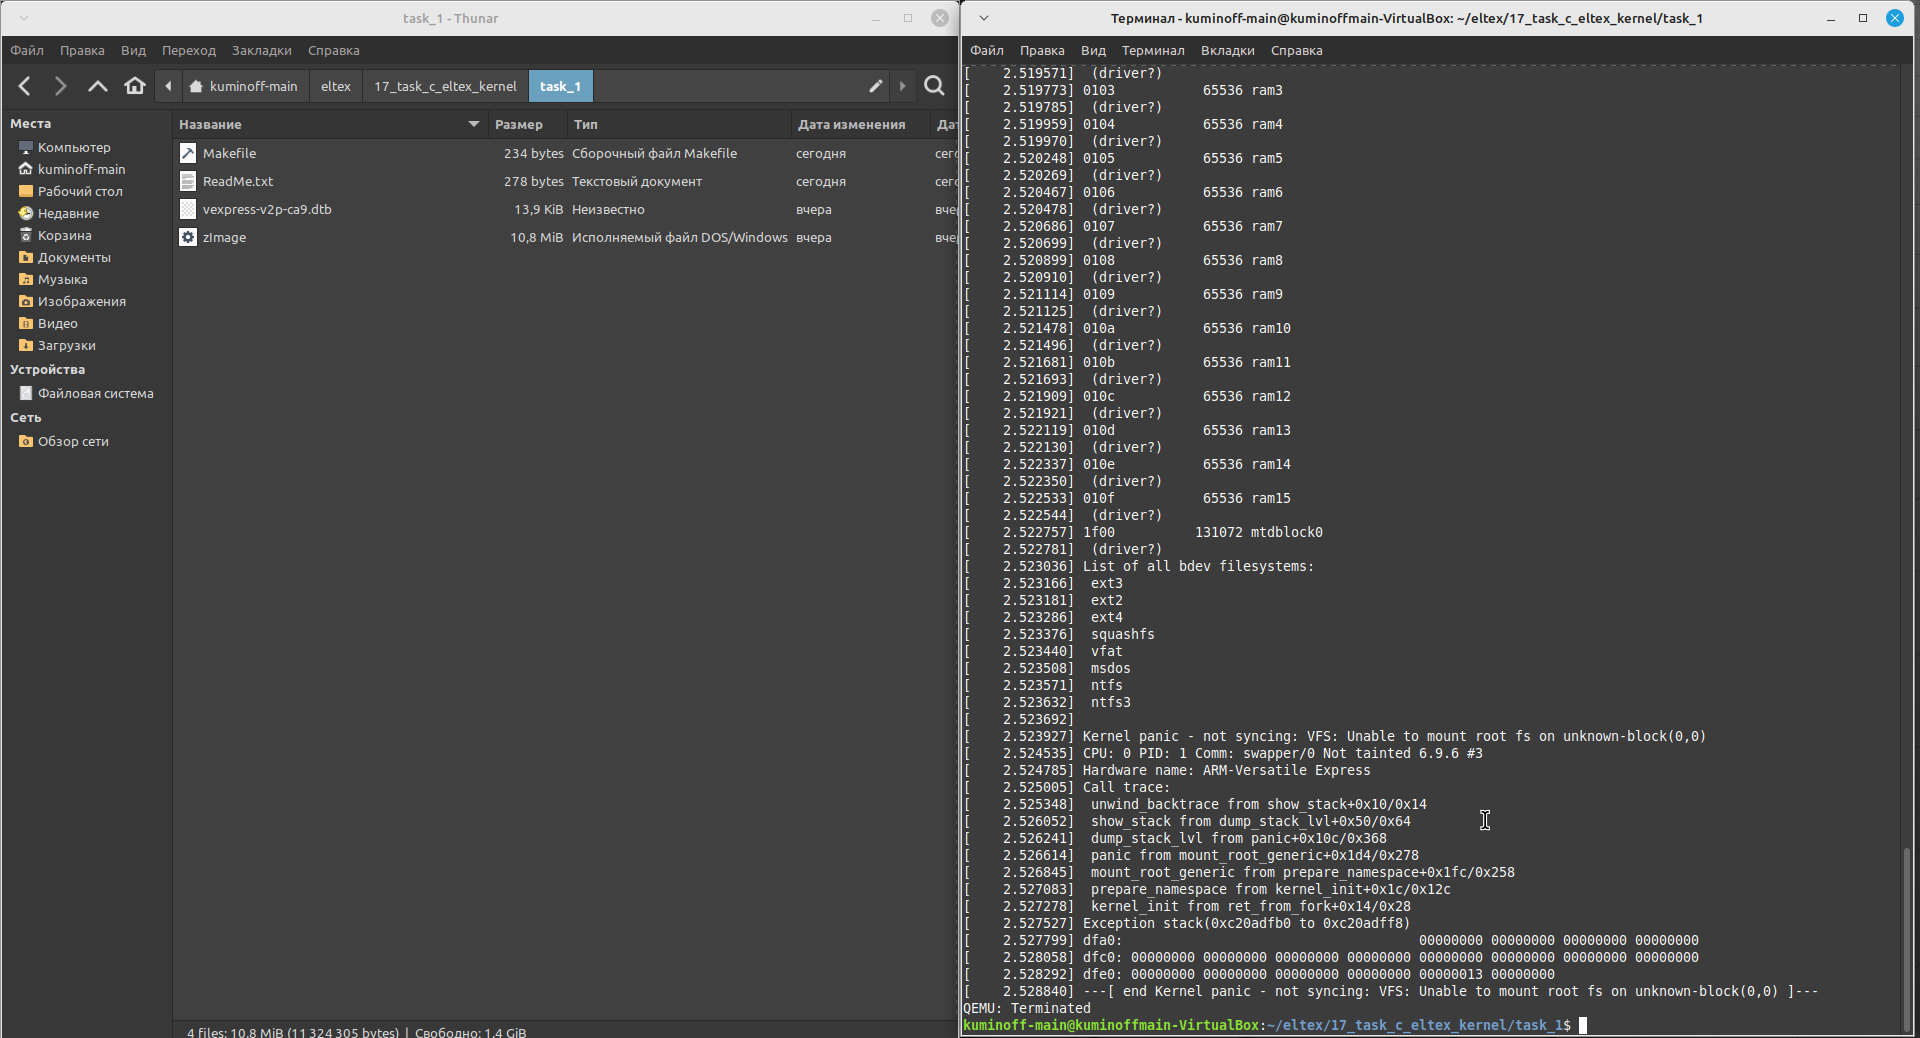 task_1 - Thunar
Файл Правка Вид Переход Закладки Справка
kuminoff-main eltex 17_task_c_eltex_kernel task_1
Места
Компьютер
kuminoff-main
Рабочий стол
Недавние
Корзина
Документы
Музыка
Изображения
Видео
Загрузки
Устройства
Файловая система
Сеть
Обзор сети
Название Размер Тип Дата изменения Дат
Makefile 234 bytes Сборочный файл Makefile сегодня сего
ReadMe.txt 278 bytes Текстовый документ сегодня сего
vexpress-v2p-ca9.dtb 13,9 KiB Неизвестно вчера вче
zImage 10,8 MiB Исполняемый файл DOS/Windows вчера вче
4 files: 10,8 MiB (11 324 305 bytes) | Свободно: 1,4 GiB
Терминал - kuminoff-main@kuminoffmain-VirtualBox: ~/eltex/17_task_c_eltex_kernel/task_1
Файл Правка Вид Терминал Вкладки Справка
[    2.519571]  (driver?)
[    2.519773] 0103           65536 ram3
[    2.519785]  (driver?)
[    2.519959] 0104           65536 ram4
[    2.519970]  (driver?)
[    2.520248] 0105           65536 ram5
[    2.520269]  (driver?)
[    2.520467] 0106           65536 ram6
[    2.520478]  (driver?)
[    2.520686] 0107           65536 ram7
[    2.520699]  (driver?)
[    2.520899] 0108           65536 ram8
[    2.520910]  (driver?)
[    2.521114] 0109           65536 ram9
[    2.521125]  (driver?)
[    2.521478] 010a           65536 ram10
[    2.521496]  (driver?)
[    2.521681] 010b           65536 ram11
[    2.521693]  (driver?)
[    2.521909] 010c           65536 ram12
[    2.521921]  (driver?)
[    2.522119] 010d           65536 ram13
[    2.522130]  (driver?)
[    2.522337] 010e           65536 ram14
[    2.522350]  (driver?)
[    2.522533] 010f           65536 ram15
[    2.522544]  (driver?)
[    2.522757] 1f00          131072 mtdblock0
[    2.522781]  (driver?)
[    2.523036] List of all bdev filesystems:
[    2.523166]  ext3
[    2.523181]  ext2
[    2.523286]  ext4
[    2.523376]  squashfs
[    2.523440]  vfat
[    2.523508]  msdos
[    2.523571]  ntfs
[    2.523632]  ntfs3
[    2.523692]
[    2.523927] Kernel panic - not syncing: VFS: Unable to mount root fs on unknown-block(0,0)
[    2.524535] CPU: 0 PID: 1 Comm: swapper/0 Not tainted 6.9.6 #3
[    2.524785] Hardware name: ARM-Versatile Express
[    2.525005] Call trace:
[    2.525348]  unwind_backtrace from show_stack+0x10/0x14
[    2.526052]  show_stack from dump_stack_lvl+0x50/0x64
[    2.526241]  dump_stack_lvl from panic+0x10c/0x368
[    2.526614]  panic from mount_root_generic+0x1d4/0x278
[    2.526845]  mount_root_generic from prepare_namespace+0x1fc/0x258
[    2.527083]  prepare_namespace from kernel_init+0x1c/0x12c
[    2.527278]  kernel_init from ret_from_fork+0x14/0x28
[    2.527527] Exception stack(0xc20adfb0 to 0xc20adff8)
[    2.527799] dfa0:                                     00000000 00000000 00000000 00000000
[    2.528058] dfc0: 00000000 00000000 00000000 00000000 00000000 00000000 00000000 00000000
[    2.528292] dfe0: 00000000 00000000 00000000 00000000 00000013 00000000
[    2.528840] ---[ end Kernel panic - not syncing: VFS: Unable to mount root fs on unknown-block(0,0) ]---
QEMU: Terminated
kuminoff-main@kuminoffmain-VirtualBox:~/eltex/17_task_c_eltex_kernel/task_1$